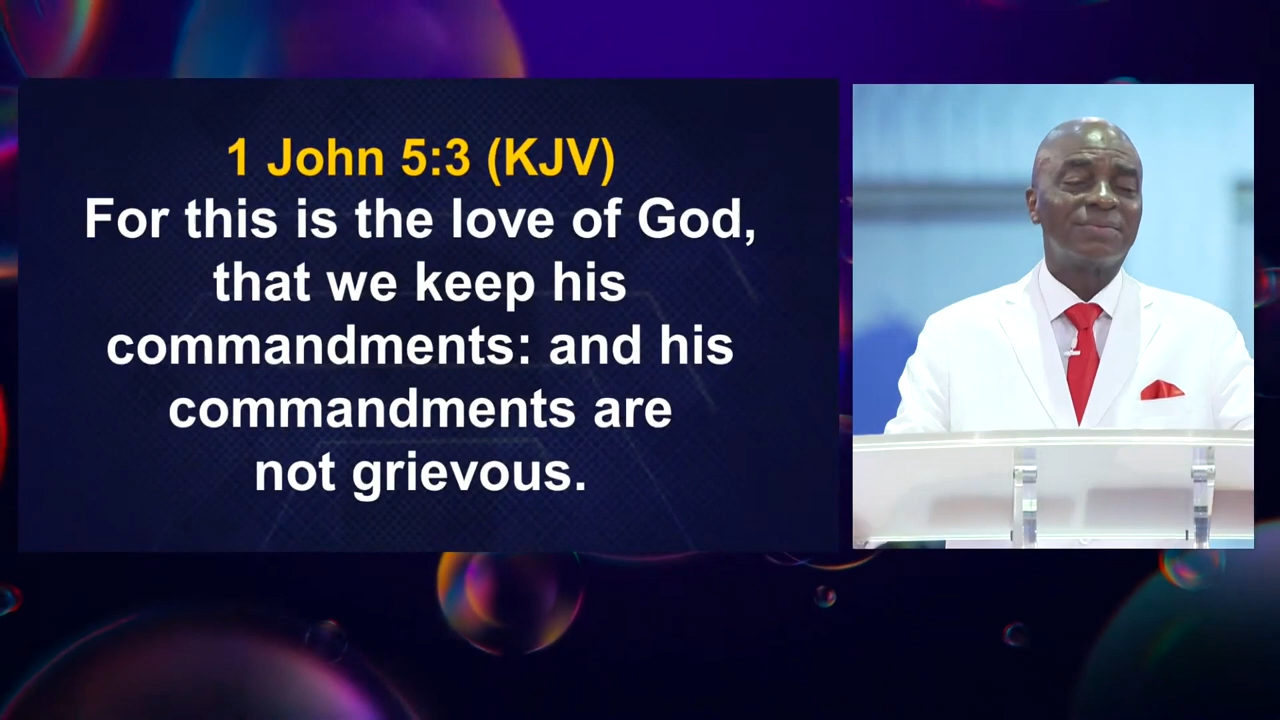 1 John 5:3 (KJV)
For this is the love of God,
that we keep his
commandments: and his
commandments are
not grievous.